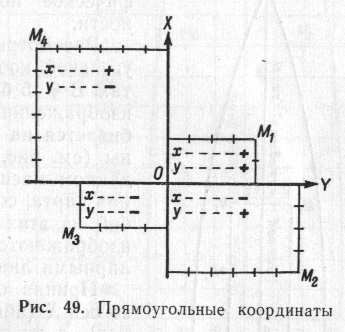 M₄
X
x ------ +
y ------ –
M₁
x ------ +
y ------ +
O
Y
x ------ –
y ------ –
x ------ –
y ------ +
M₃
M₂
Рис. 49. Прямоугольные координаты